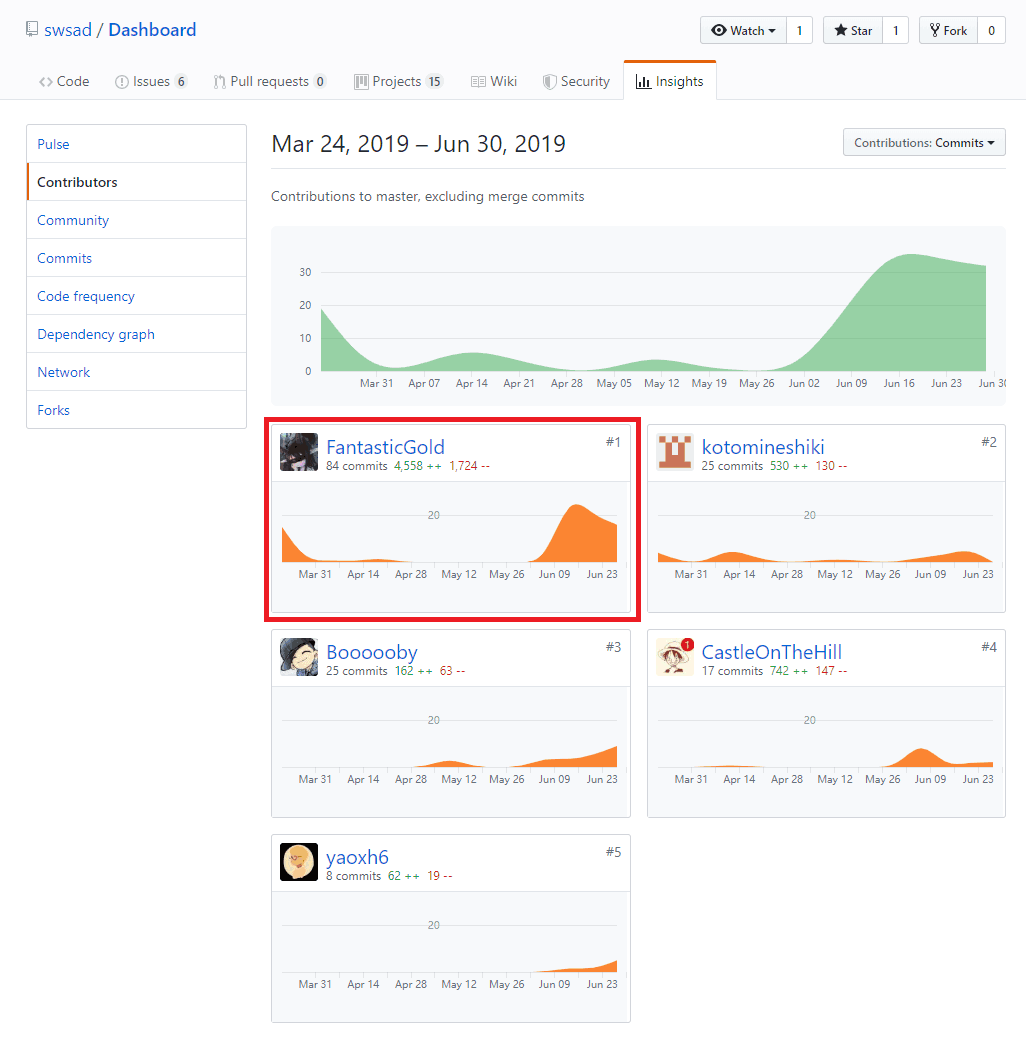 swsad / Dashboard
Watch 1 Star 1 Fork 0
Code Issues 6 Pull requests 0 Projects 15 Wiki Security Insights
Pulse
Contributors
Community
Commits
Code frequency
Dependency graph
Network
Forks
Mar 24, 2019 – Jun 30, 2019
Contributions: Commits
Contributions to master, excluding merge commits
30
20
10
0
Mar 31 Apr 07 Apr 14 Apr 21 Apr 28 May 05 May 12 May 19 May 26 Jun 02 Jun 09 Jun 16 Jun 23 Jun 30
FantasticGold #1
84 commits 4,558 ++ 1,724 --
20
Mar 31 Apr 14 Apr 28 May 12 May 26 Jun 09 Jun 23
kotomineshiki #2
25 commits 530 ++ 130 --
20
Mar 31 Apr 14 Apr 28 May 12 May 26 Jun 09 Jun 23
Boooooby #3
25 commits 162 ++ 63 --
20
Mar 31 Apr 14 Apr 28 May 12 May 26 Jun 09 Jun 23
1
CastleOnTheHill #4
17 commits 742 ++ 147 --
20
Mar 31 Apr 14 Apr 28 May 12 May 26 Jun 09 Jun 23
yaoxh6 #5
8 commits 62 ++ 19 --
20
Mar 31 Apr 14 Apr 28 May 12 May 26 Jun 09 Jun 23